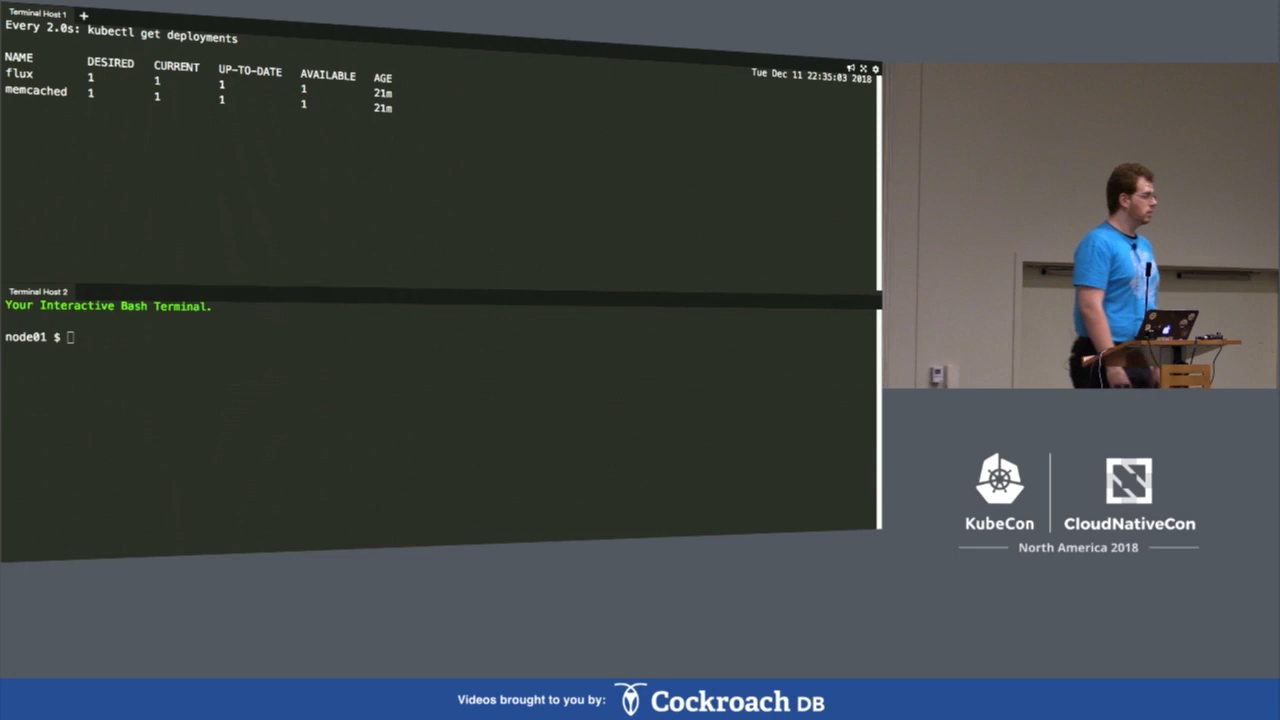 Terminal Host 1 +
Every 2.0s: kubectl get deployments
Tue Dec 11 22:35:03 2018
NAME DESIRED CURRENT UP-TO-DATE AVAILABLE AGE
flux 1 1 1 1 21m
memcached 1 1 1 1 21m
Terminal Host 2
Your Interactive Bash Terminal.
node01 $
KubeCon CloudNativeCon
North America 2018
Videos brought to you by: Cockroach DB